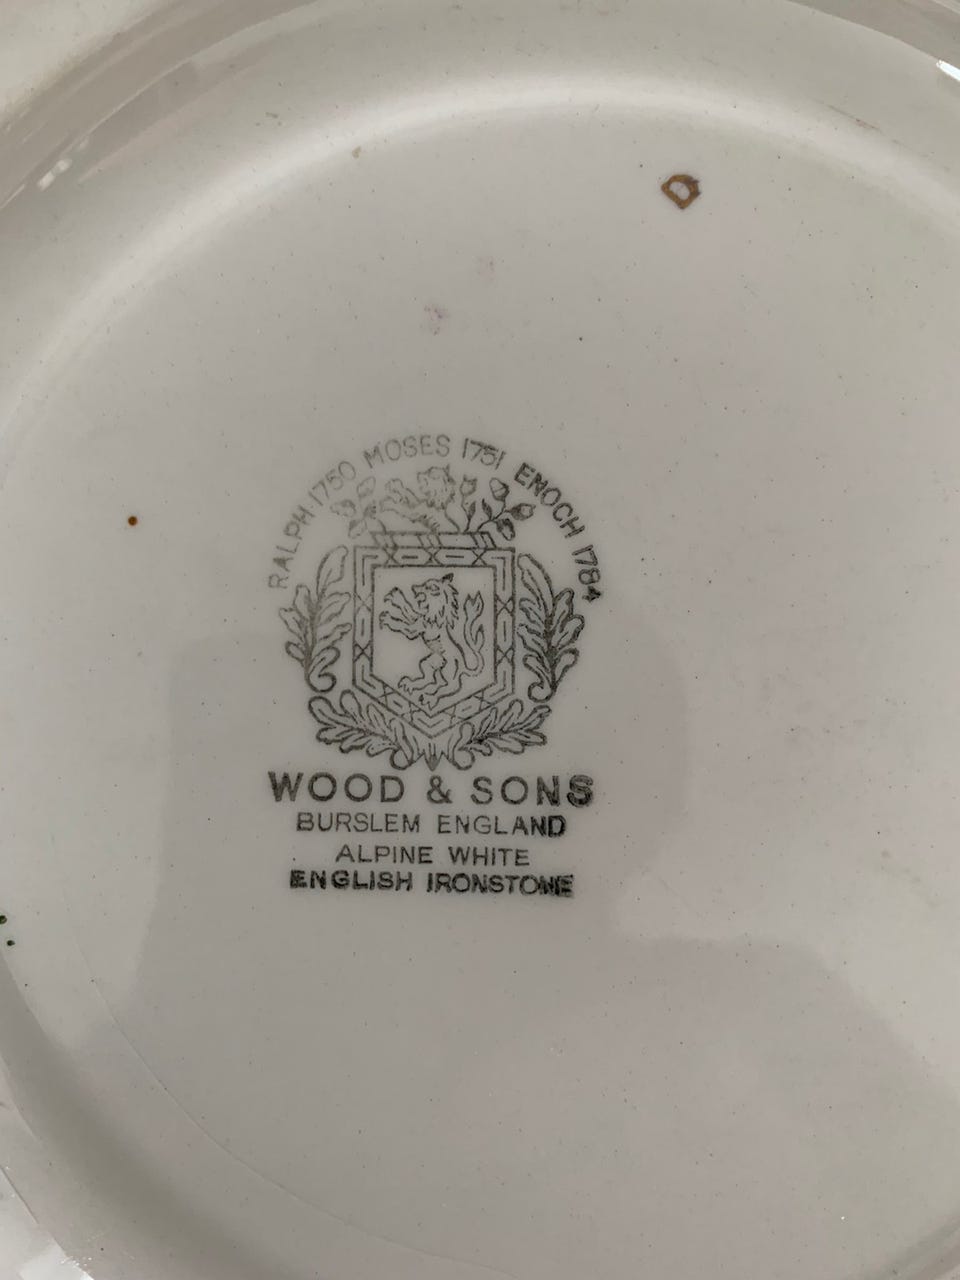 RALPH 1750 MOSES 1751 ENOCH 1784
WOOD & SONS
BURSLEM ENGLAND
ALPINE WHITE
ENGLISH IRONSTONE
D